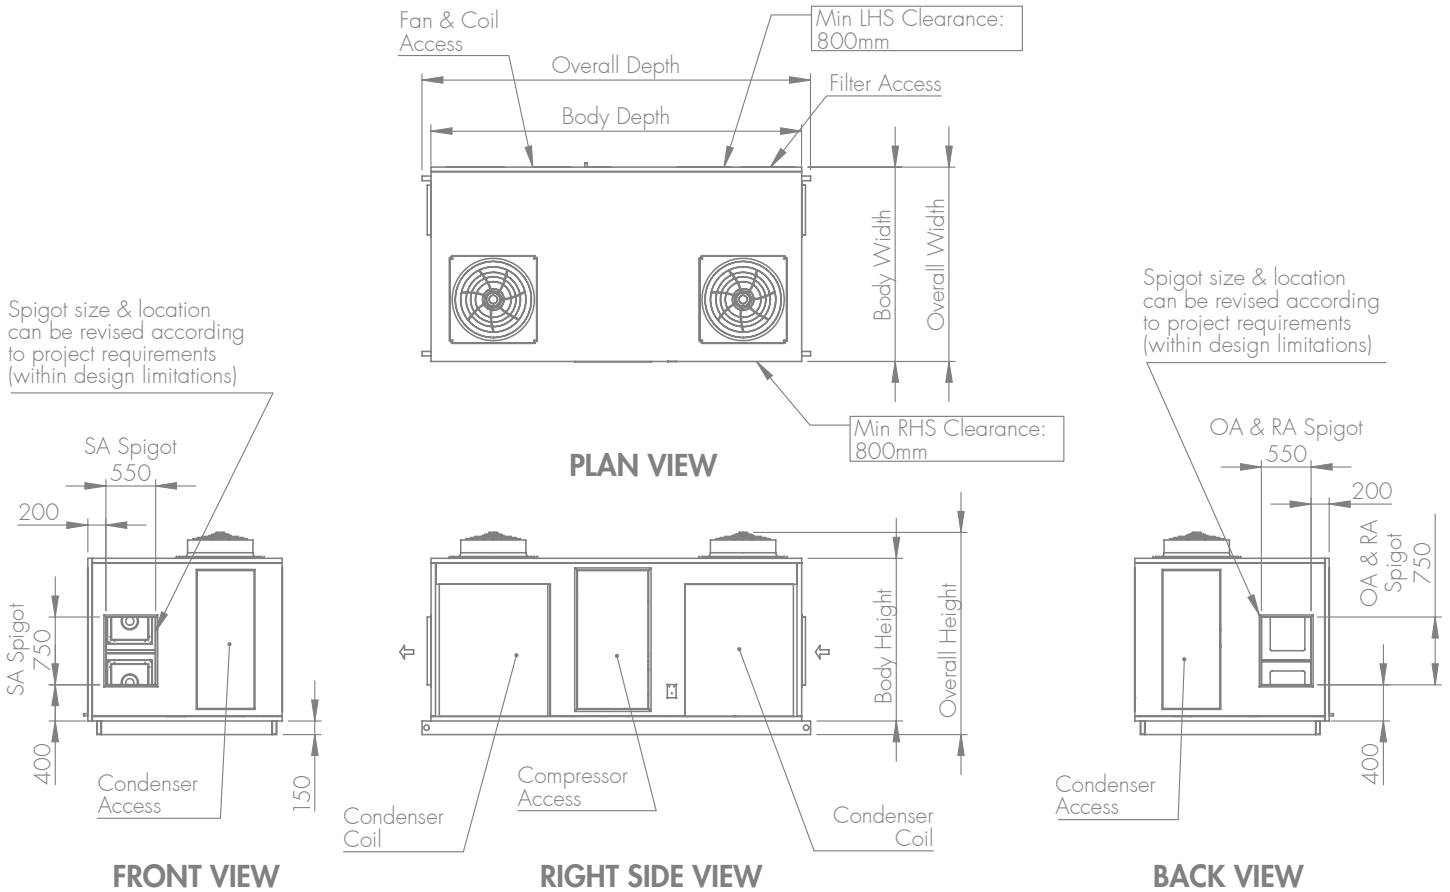 Fan & Coil
Access
Min LHS Clearance:
800mm
Overall Depth
Filter Access
Body Depth
Body Width
Overall Width
Spigot size & location
can be revised according
to project requirements
(within design limitations)
Spigot size & location
can be revised according
to project requirements
(within design limitations)
Min RHS Clearance:
800mm
PLAN VIEW
SA Spigot
550
200
SA Spigot
750
400
150
Condenser
Access
FRONT VIEW
Body Height
Overall Height
Condenser
Coil
Compressor
Access
Condenser
Coil
RIGHT SIDE VIEW
OA & RA Spigot
550
200
OA & RA
Spigot
750
400
Condenser
Access
BACK VIEW